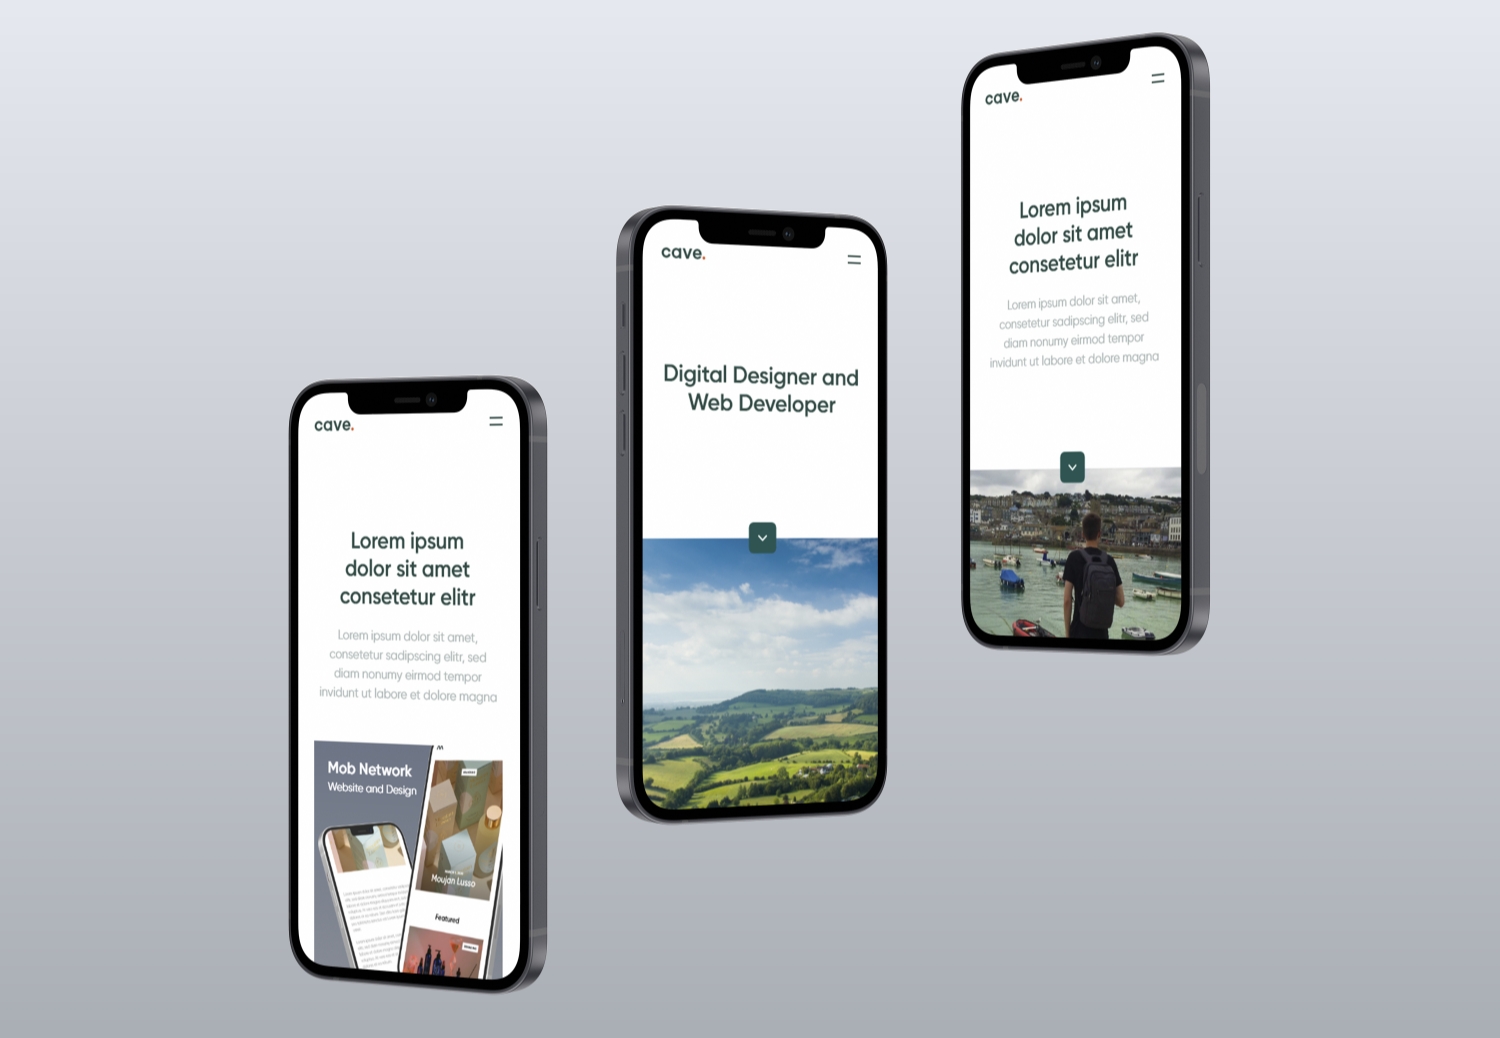 cave.
Lorem ipsum
dolor sit amet
consetetur elitr
Lorem ipsum dolor sit amet,
consetetur sadipscing elitr, sed
diam nonumy eirmod tempor
invidunt ut labore et dolore magna
Mob Network
Website and Design
Moujan Lusso
Featured
cave.
Digital Designer and
Web Developer
cave.
Lorem ipsum
dolor sit amet
consetetur elitr
Lorem ipsum dolor sit amet,
consetetur sadipscing elitr, sed
diam nonumy eirmod tempor
invidunt ut labore et dolore magna